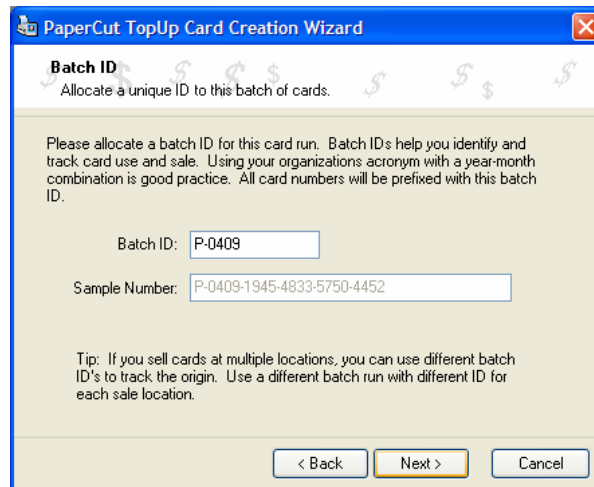 PaperCut TopUp Card Creation Wizard
Batch ID
Allocate a unique ID to this batch of cards.
Please allocate a batch ID for this card run. Batch IDs help you identify and
track card use and sale. Using your organizations acronym with a year-month
combination is good practice. All card numbers will be prefixed with this batch
ID.
Batch ID: P-0409
Sample Number: P-0409-1945-4833-5750-4452
Tip: If you sell cards at multiple locations, you can use different batch
ID's to track the origin. Use a different batch run with different ID for
each sale location.
< Back Next > Cancel